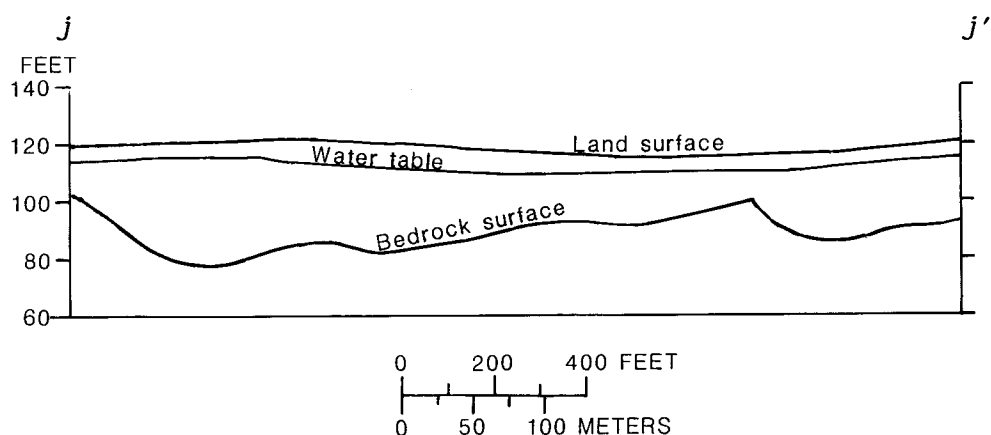 j j'
FEET
140
120
100
80
60
Land surface
Water table
Bedrock surface
0 200 400 FEET
0 50 100 METERS